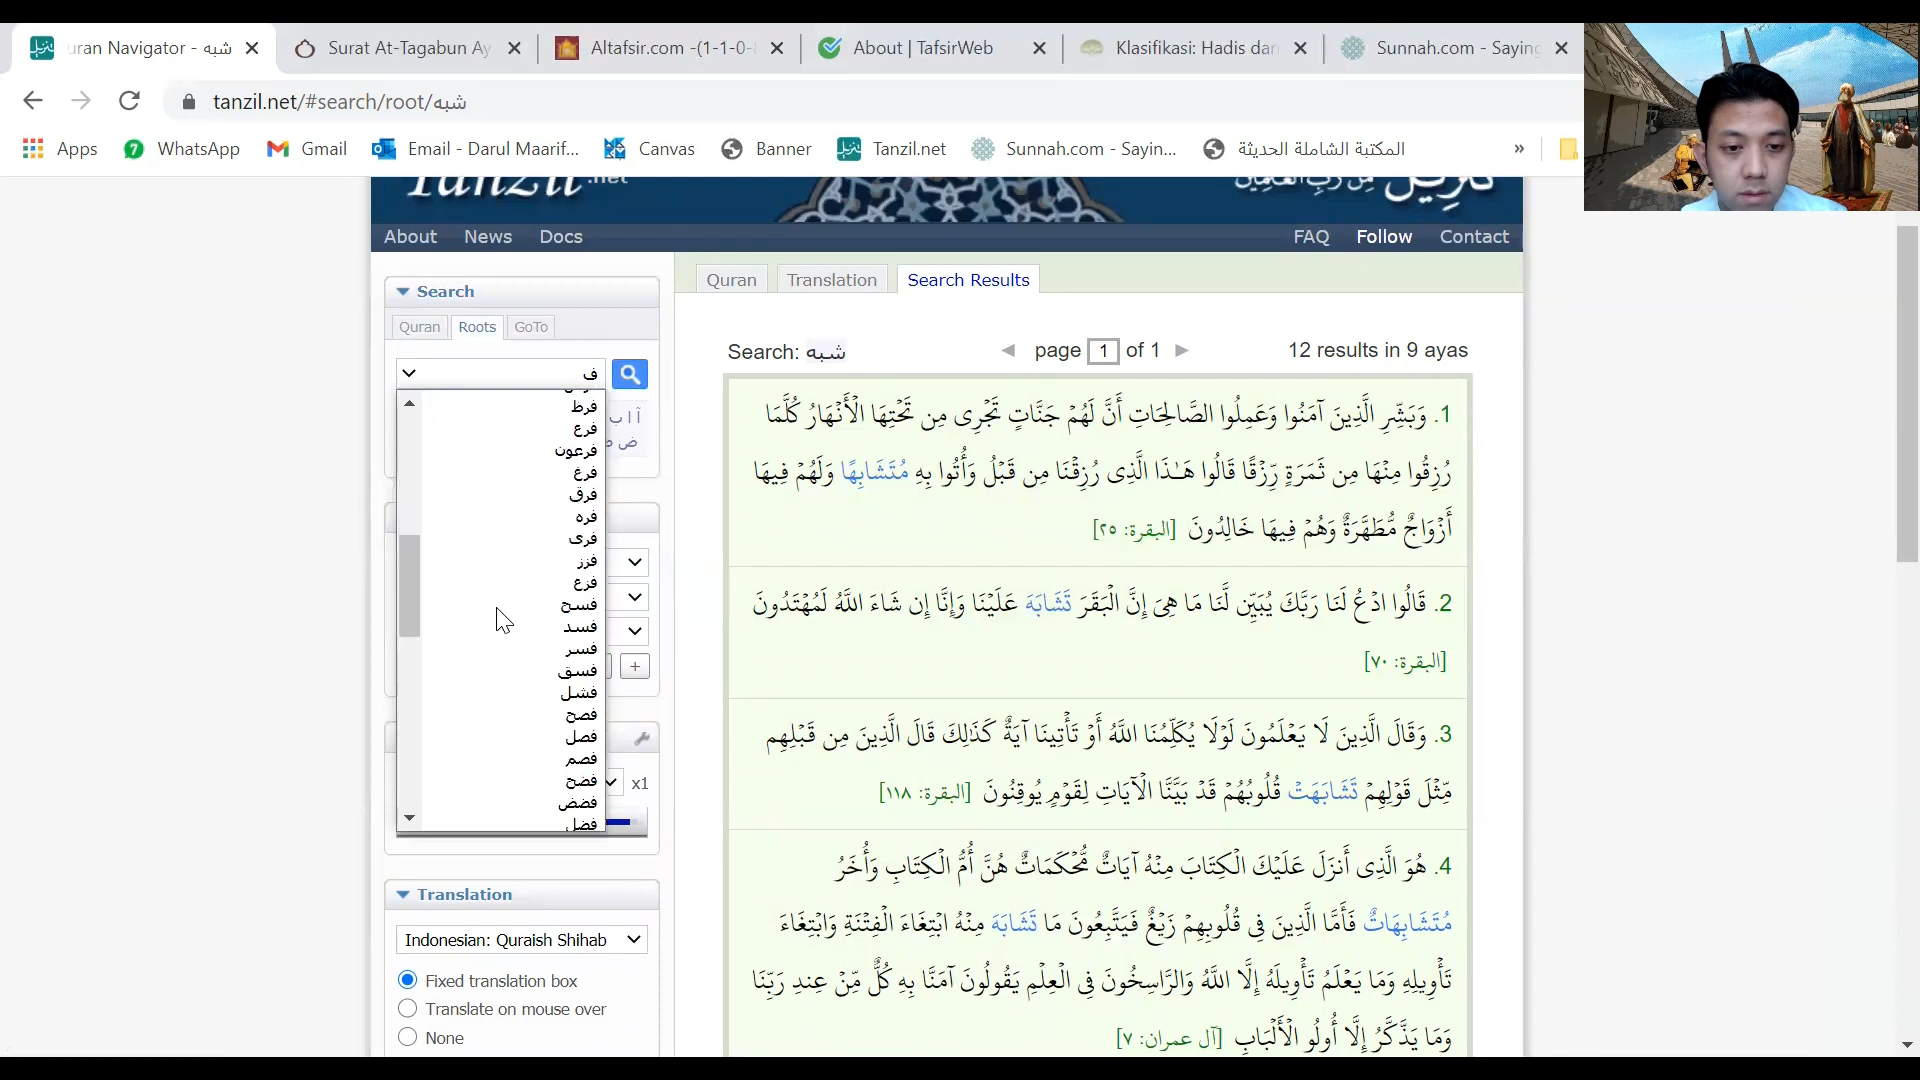 uran Navigator - شبه
Surat At-Tagabun Ay
Altafsir.com -(1-1-0-
About | TafsirWeb
Klasifikasi: Hadis dar
Sunnah.com - Saying
tanzil.net/#search/root/شبه
Apps
7
WhatsApp
Gmail
Email - Darul Maarif...
Canvas
Banner
Tanzil.net
Sunnah.com - Sayin...
المكتبة الشاملة الحديثة
»
Tanzil.net
تنزيل من رب العلمين
About News Docs
FAQ Follow Contact
Search
Quran Roots GoTo
ف
آ ا ب
ض
فرط
فرع
فرعون
فرغ
فرق
فره
فرى
فزز
فزع
فسح
فسد
فسر
فسق
فشل
فصح
فصل
فصم
فضح
فضض
فضل
+
x1
Translation
Indonesian: Quraish Shihab
Fixed translation box
Translate on mouse over
None
Quran Translation Search Results
Search: شبه
page 1 of 1
12 results in 9 ayas
1. وَبَشِّرِ الَّذِينَ آمَنُوا وَعَمِلُوا الصَّالِحَاتِ أَنَّ لَهُمْ جَنَّاتٍ تَجْرِى مِن تَحْتِهَا الْأَنْهَارُ كُلَّمَا
رُزِقُوا مِنْهَا مِن ثَمَرَةٍ رِّزْقًا قَالُوا هَـٰذَا الَّذِى رُزِقْنَا مِن قَبْلُ وَأُتُوا بِهِ مُتَشَابِهًا وَلَهُمْ فِيهَا
أَزْوَاجٌ مُّطَهَّرَةٌ وَهُمْ فِيهَا خَالِدُونَ [البقرة: ٢٥]
2. قَالُوا ادْعُ لَنَا رَبَّكَ يُبَيِّن لَّنَا مَا هِىَ إِنَّ الْبَقَرَ تَشَابَهَ عَلَيْنَا وَإِنَّا إِن شَاءَ اللَّهُ لَمُهْتَدُونَ
[البقرة: ٧٠]
3. وَقَالَ الَّذِينَ لَا يَعْلَمُونَ لَوْلَا يُكَلِّمُنَا اللَّهُ أَوْ تَأْتِينَا آيَةٌ كَذَٰلِكَ قَالَ الَّذِينَ مِن قَبْلِهِم
مِّثْلَ قَوْلِهِمْ تَشَابَهَتْ قُلُوبُهُمْ قَدْ بَيَّنَّا الْآيَاتِ لِقَوْمٍ يُوقِنُونَ [البقرة: ١١٨]
4. هُوَ الَّذِى أَنزَلَ عَلَيْكَ الْكِتَابَ مِنْهُ آيَاتٌ مُّحْكَمَاتٌ هُنَّ أُمُّ الْكِتَابِ وَأُخَرُ
مُتَشَابِهَاتٌ فَأَمَّا الَّذِينَ فِى قُلُوبِهِمْ زَيْغٌ فَيَتَّبِعُونَ مَا تَشَابَهَ مِنْهُ ابْتِغَاءَ الْفِتْنَةِ وَابْتِغَاءَ
تَأْوِيلِهِ وَمَا يَعْلَمُ تَأْوِيلَهُ إِلَّا اللَّهُ وَالرَّاسِخُونَ فِى الْعِلْمِ يَقُولُونَ آمَنَّا بِهِ كُلٌّ مِّنْ عِندِ رَبِّنَا
وَمَا يَذَّكَّرُ إِلَّا أُولُو الْأَلْبَابِ [آل عمران: ٧]